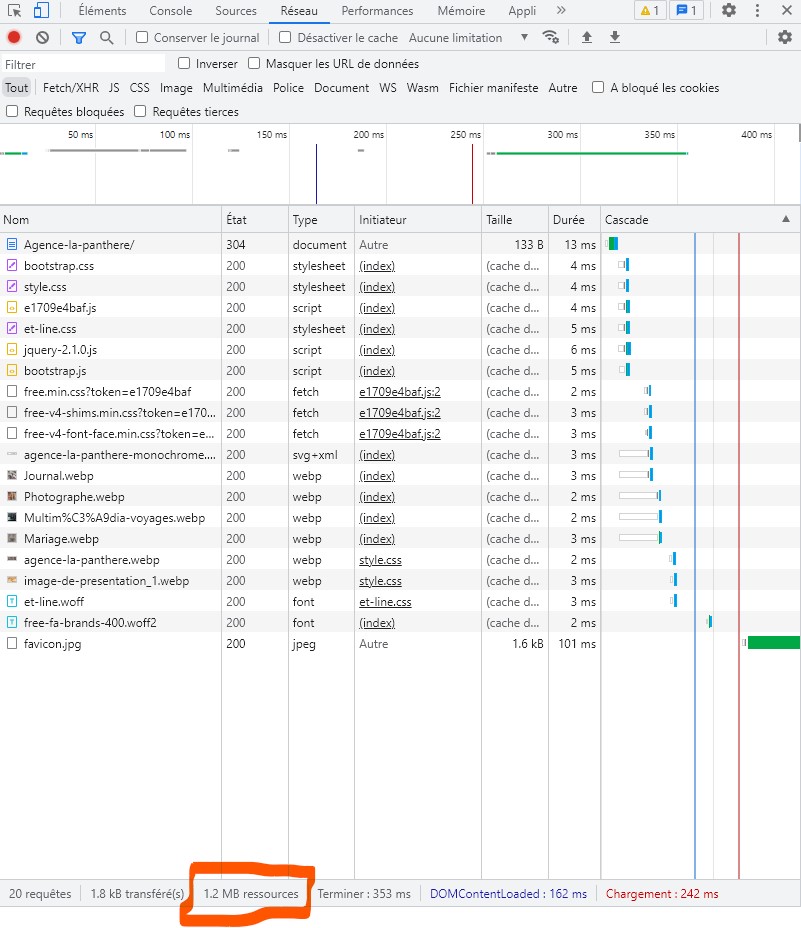 Éléments Console Sources Réseau Performances Mémoire Appli » 1 1
Conserver le journal Désactiver le cache Aucune limitation
Filtrer Inverser Masquer les URL de données
Tout Fetch/XHR JS CSS Image Multimédia Police Document WS Wasm Fichier manifeste Autre A bloqué les cookies
Requêtes bloquées Requêtes tierces
50 ms 100 ms 150 ms 200 ms 250 ms 300 ms 350 ms 400 ms
Nom État Type Initiateur Taille Durée Cascade
Agence-la-panthere/ 304 document Autre 133 B 13 ms
bootstrap.css 200 stylesheet (index) (cache d... 4 ms
style.css 200 stylesheet (index) (cache d... 4 ms
e1709e4baf.js 200 script (index) (cache d... 4 ms
et-line.css 200 stylesheet (index) (cache d... 5 ms
jquery-2.1.0.js 200 script (index) (cache d... 6 ms
bootstrap.js 200 script (index) (cache d... 5 ms
free.min.css?token=e1709e4baf 200 fetch e1709e4baf.js:2 (cache d... 2 ms
free-v4-shims.min.css?token=e170... 200 fetch e1709e4baf.js:2 (cache d... 3 ms
free-v4-font-face.min.css?token=e... 200 fetch e1709e4baf.js:2 (cache d... 3 ms
agence-la-panthere-monochrome.... 200 svg+xml (index) (cache d... 3 ms
Journal.webp 200 webp (index) (cache d... 3 ms
Photographe.webp 200 webp (index) (cache d... 2 ms
Multim%C3%A9dia-voyages.webp 200 webp (index) (cache d... 2 ms
Mariage.webp 200 webp (index) (cache d... 3 ms
agence-la-panthere.webp 200 webp style.css (cache d... 2 ms
image-de-presentation_1.webp 200 webp style.css (cache d... 3 ms
et-line.woff 200 font et-line.css (cache d... 3 ms
free-fa-brands-400.woff2 200 font (index) (cache d... 2 ms
favicon.jpg 200 jpeg Autre 1.6 kB 101 ms
20 requêtes 1.8 kB transféré(s) 1.2 MB ressources Terminer : 353 ms DOMContentLoaded : 162 ms Chargement : 242 ms